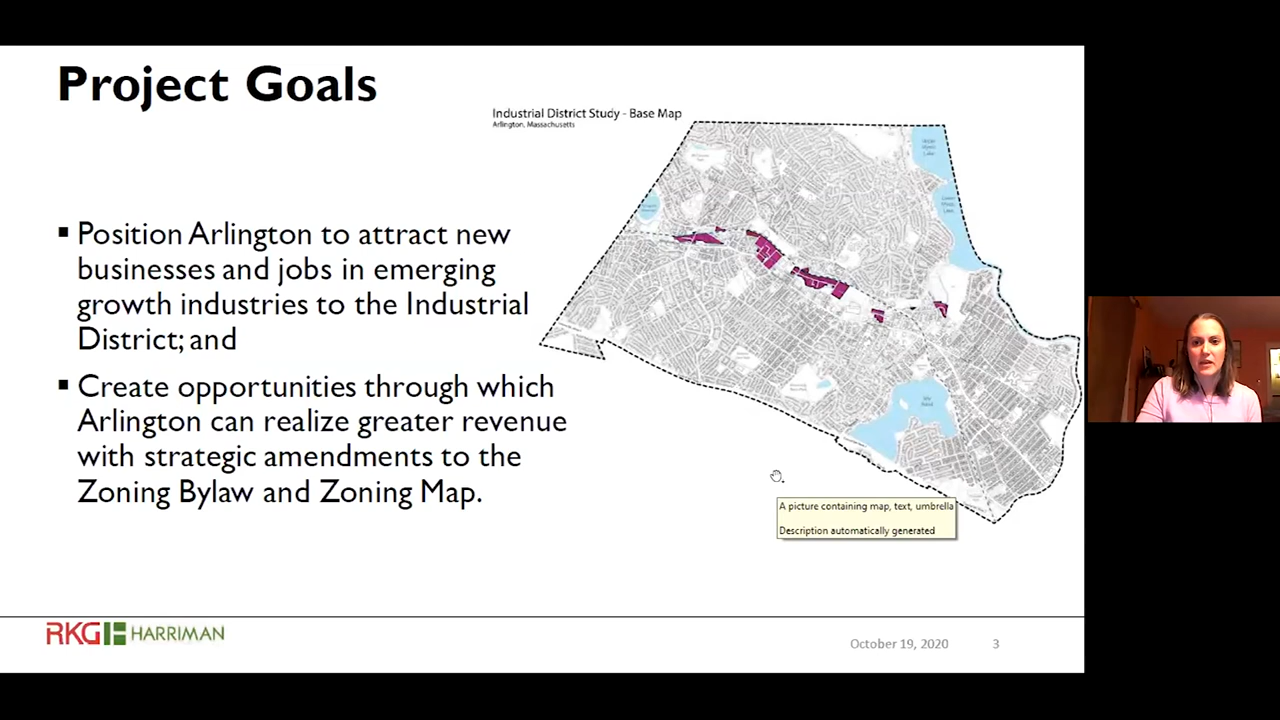 Project Goals
Industrial District Study - Base Map
Arlington, Massachusetts
▪ Position Arlington to attract new
businesses and jobs in emerging
growth industries to the Industrial
District; and
▪ Create opportunities through which
Arlington can realize greater revenue
with strategic amendments to the
Zoning Bylaw and Zoning Map.
A picture containing map, text, umbrella
Description automatically generated
RKG HARRIMAN
October 19, 2020 3